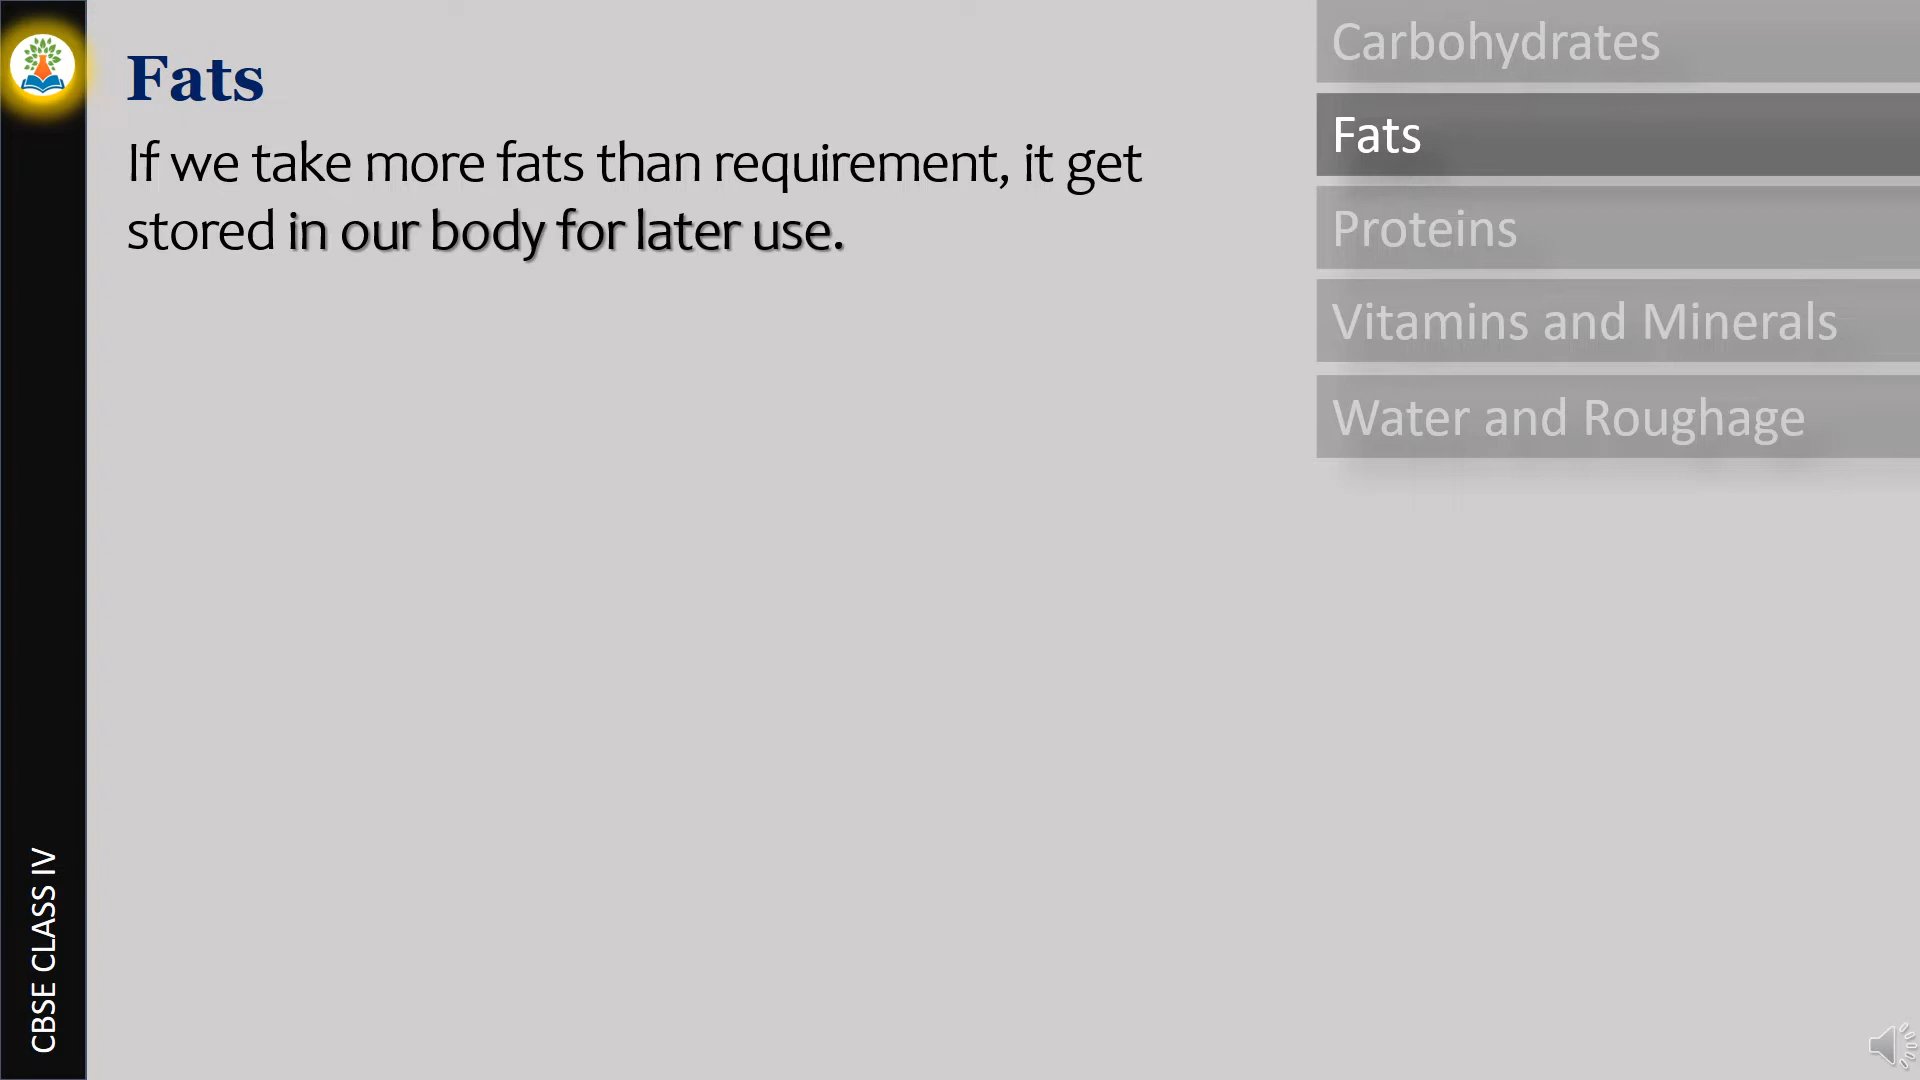 Fats
If we take more fats than requirement, it get
stored in our body for later use.
Carbohydrates
Fats
Proteins
Vitamins and Minerals
Water and Roughage
CBSE CLASS IV